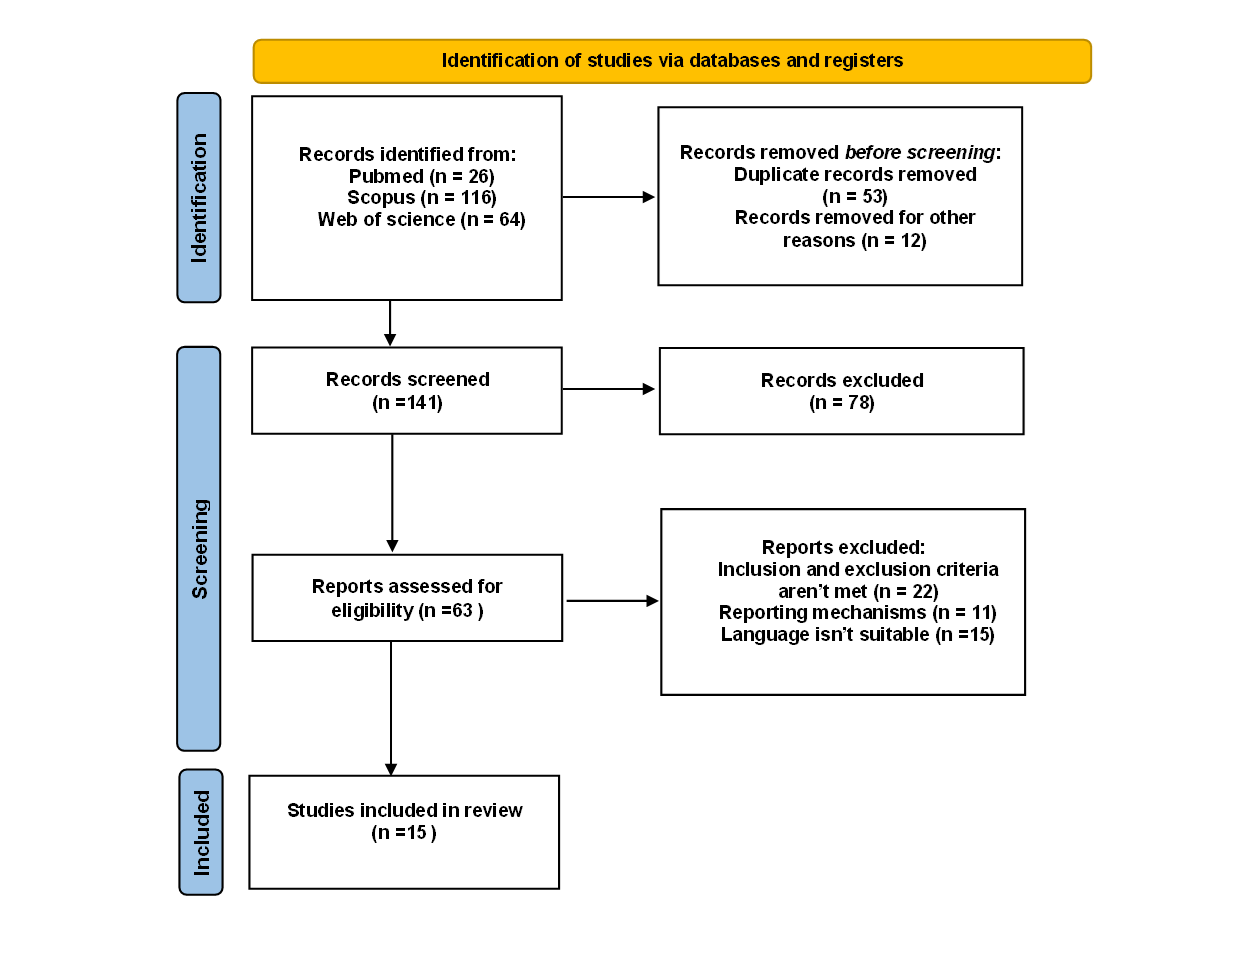 Identification of studies via databases and registers
Identification
Records identified from:
Pubmed (n = 26)
Scopus (n = 116)
Web of science (n = 64)
Records removed before screening:
Duplicate records removed
(n = 53)
Records removed for other
reasons (n = 12)
Screening
Records screened
(n =141)
Records excluded
(n = 78)
Reports assessed for
eligibility (n =63 )
Reports excluded:
Inclusion and exclusion criteria
aren’t met (n = 22)
Reporting mechanisms (n = 11)
Language isn’t suitable (n =15)
Included
Studies included in review
(n =15 )